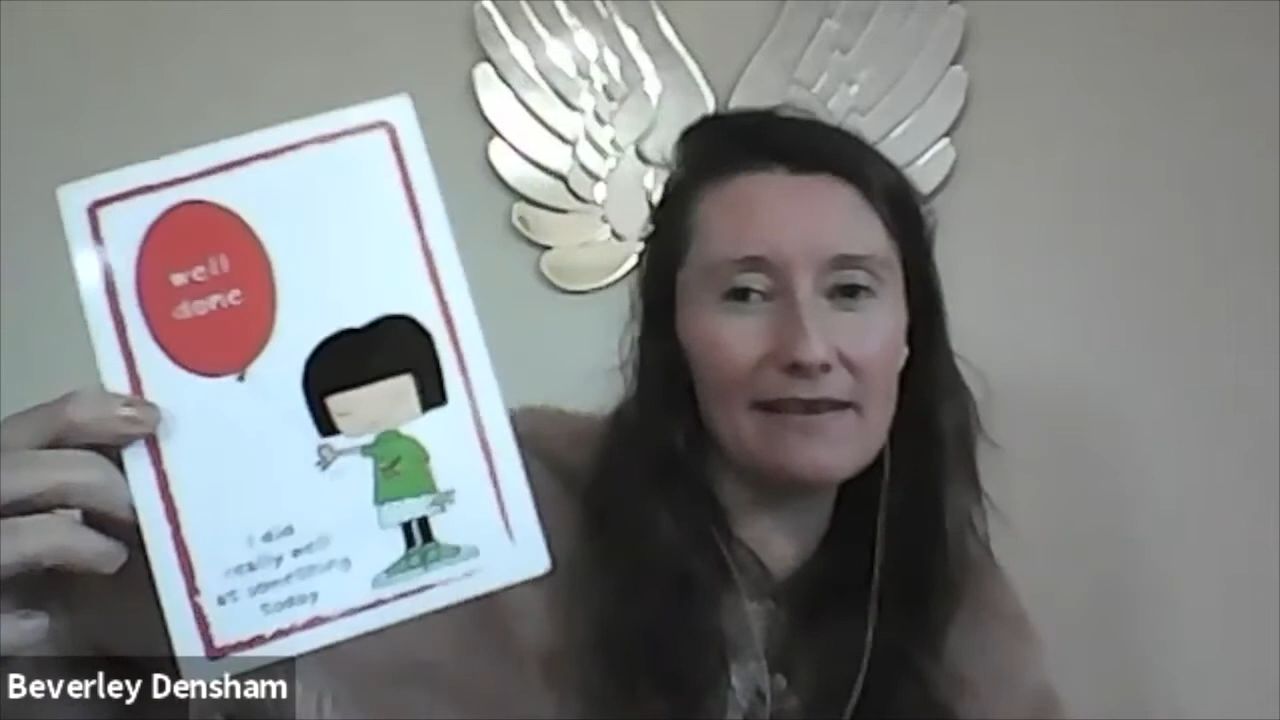 well
done
I did
really well
at something
today
Beverley Densham